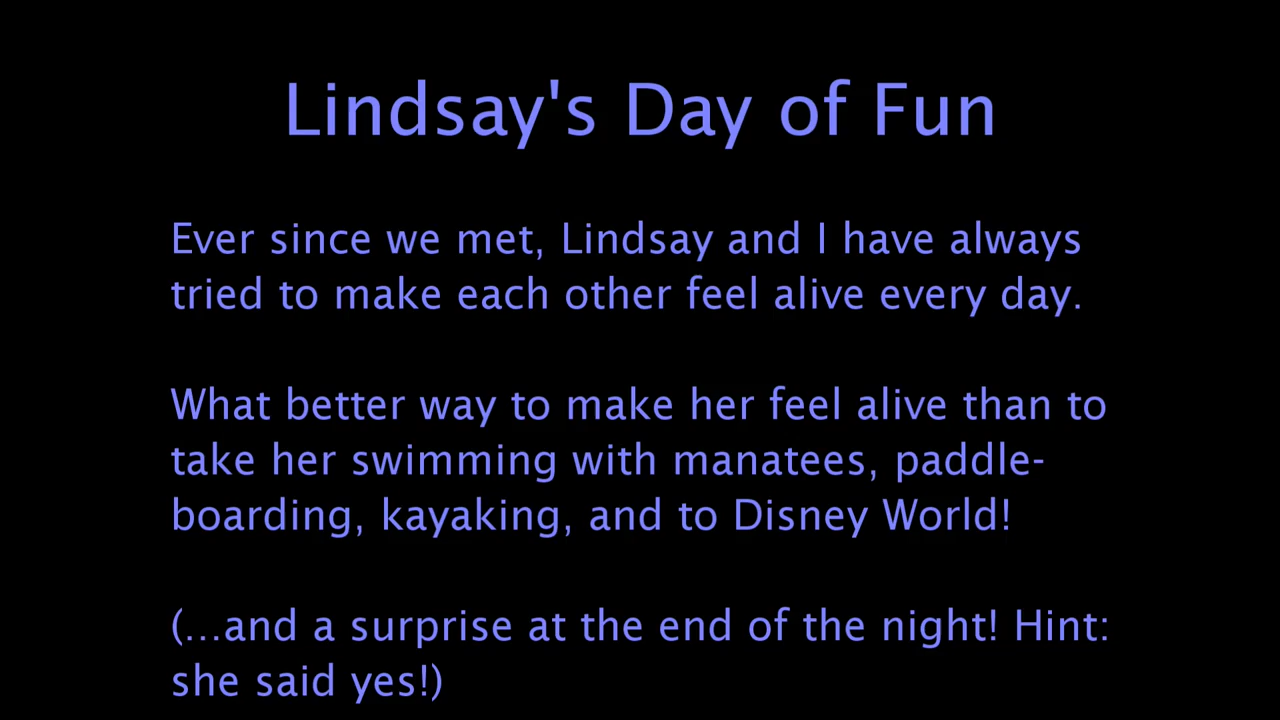 Lindsay's Day of Fun
Ever since we met, Lindsay and I have always
tried to make each other feel alive every day.
What better way to make her feel alive than to
take her swimming with manatees, paddle-
boarding, kayaking, and to Disney World!
(...and a surprise at the end of the night! Hint:
she said yes!)